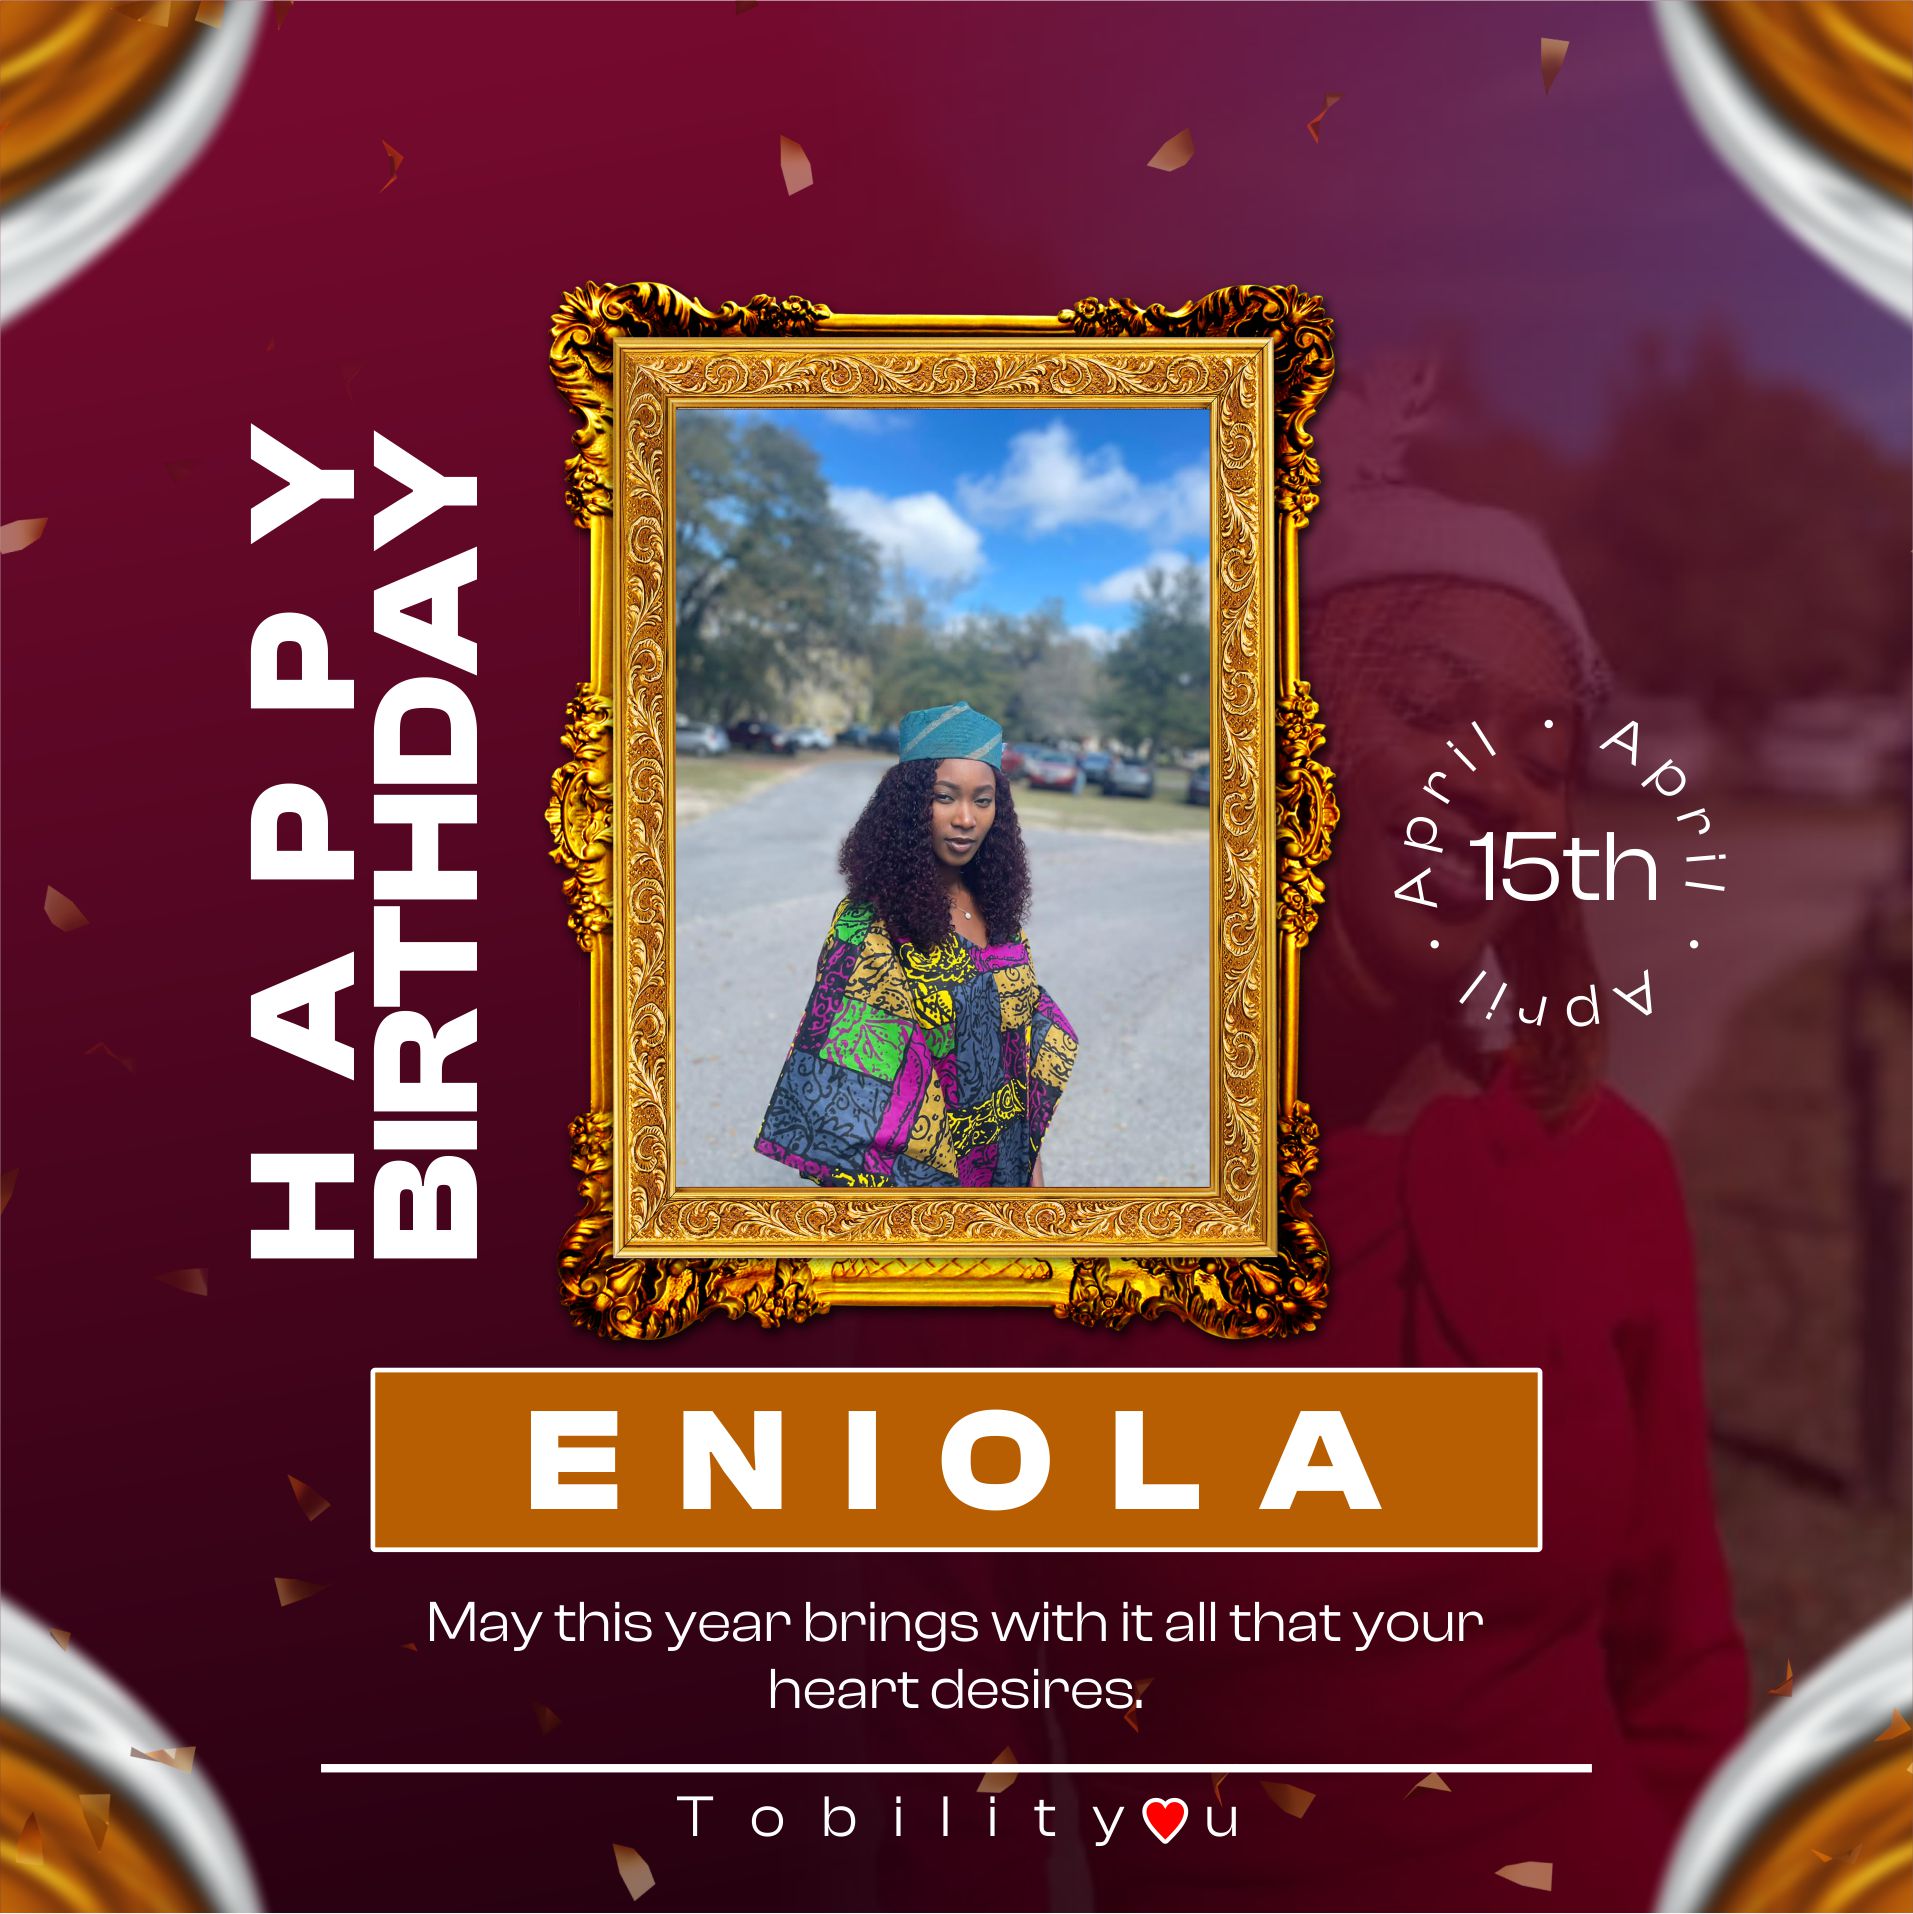 HAPPY
BIRTHDAY
April · April · April ·
15th
ENIOLA
May this year brings with it all that your
heart desires.
Tobility❤u